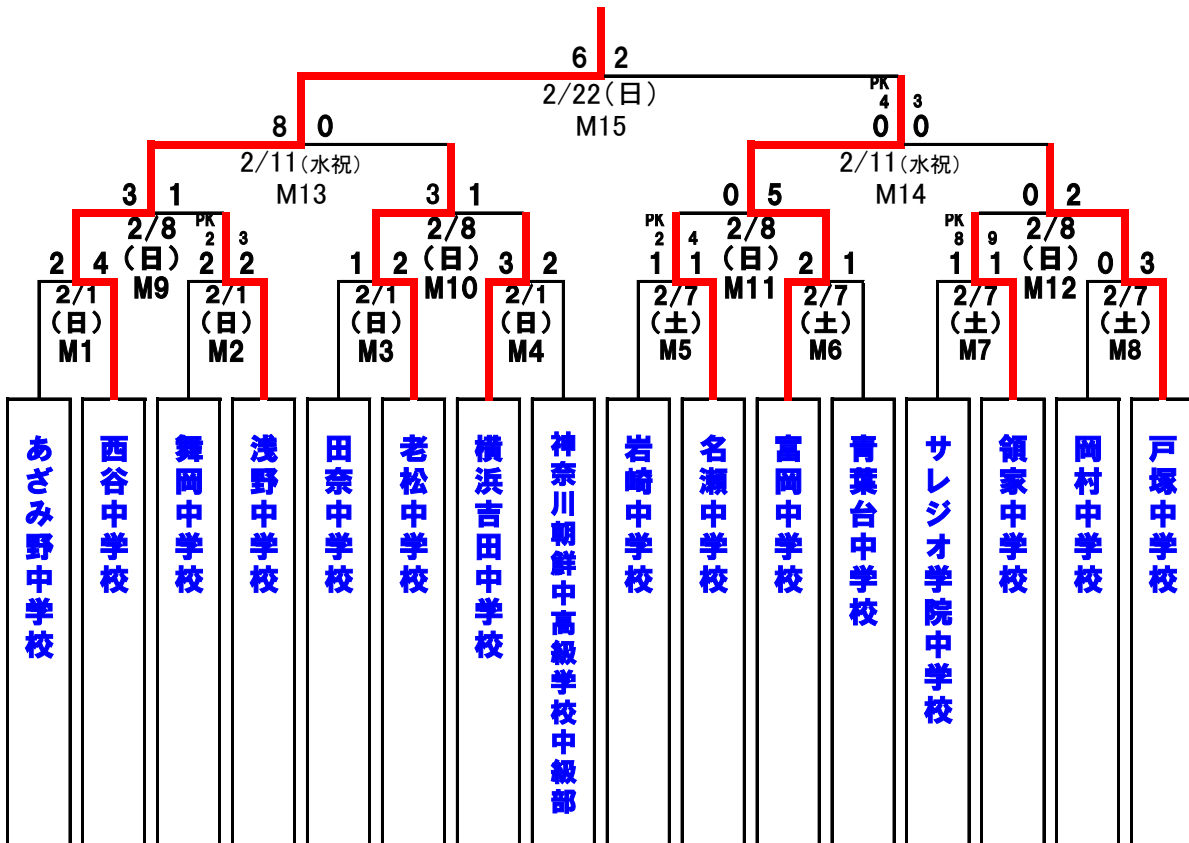 6 2
2/22(日)
M15
PK
4 3
8 0
0 0
2/11(水祝)
M13
2/11(水祝)
M14
3 1
3 1
0 5
0 2
2/8
(日)
M9
2/8
(日)
M10
2/8
(日)
M11
2/8
(日)
M12
PK
2 3
PK
2 4
PK
8 9
2 4
2 2
1 2
3 2
1 1
2 1
1 1
0 3
2/1
(日)
M1
2/1
(日)
M2
2/1
(日)
M3
2/1
(日)
M4
2/7
(土)
M5
2/7
(土)
M6
2/7
(土)
M7
2/7
(土)
M8
あざみ野中学校
西谷中学校
舞岡中学校
浅野中学校
田奈中学校
老松中学校
横浜吉田中学校
神奈川朝鮮中高級学校中級部
岩崎中学校
名瀬中学校
富岡中学校
青葉台中学校
サレジオ学院中学校
領家中学校
岡村中学校
戸塚中学校